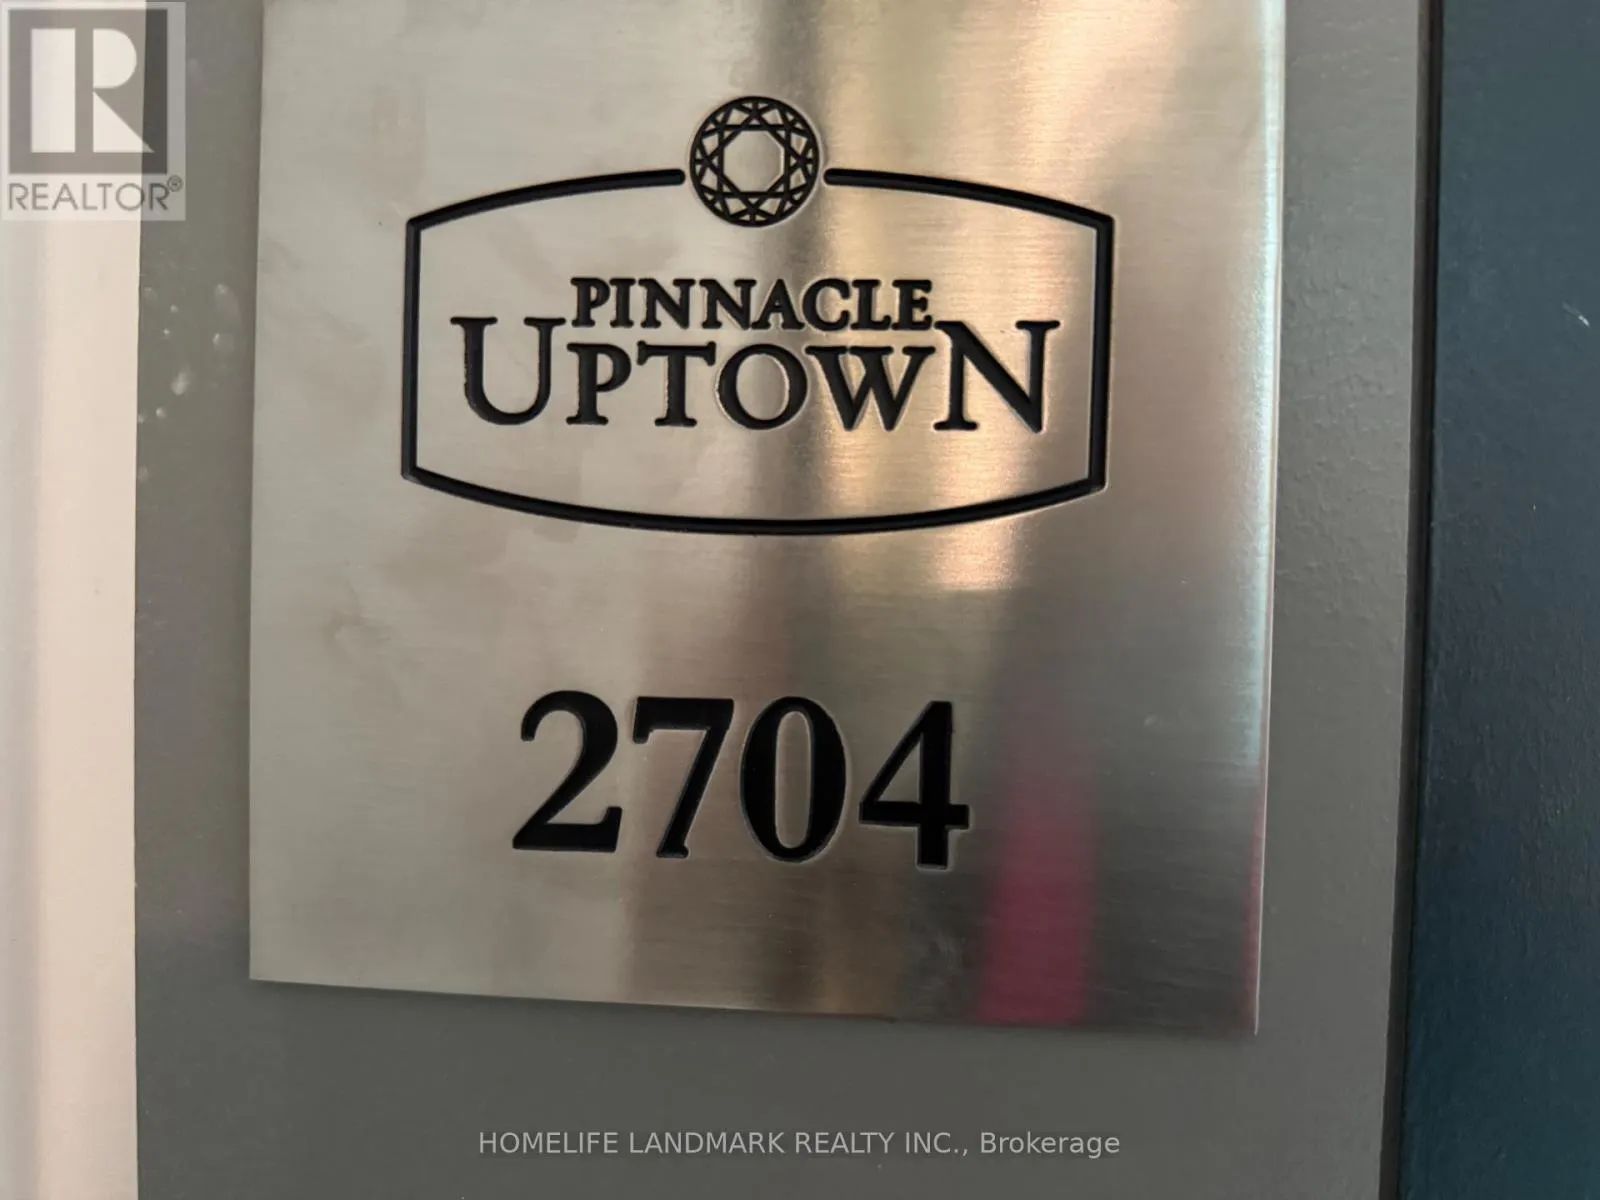 REALTOR®
PINNACLE
UPTOWN
2704
HOMELIFE LANDMARK REALTY INC., Brokerage